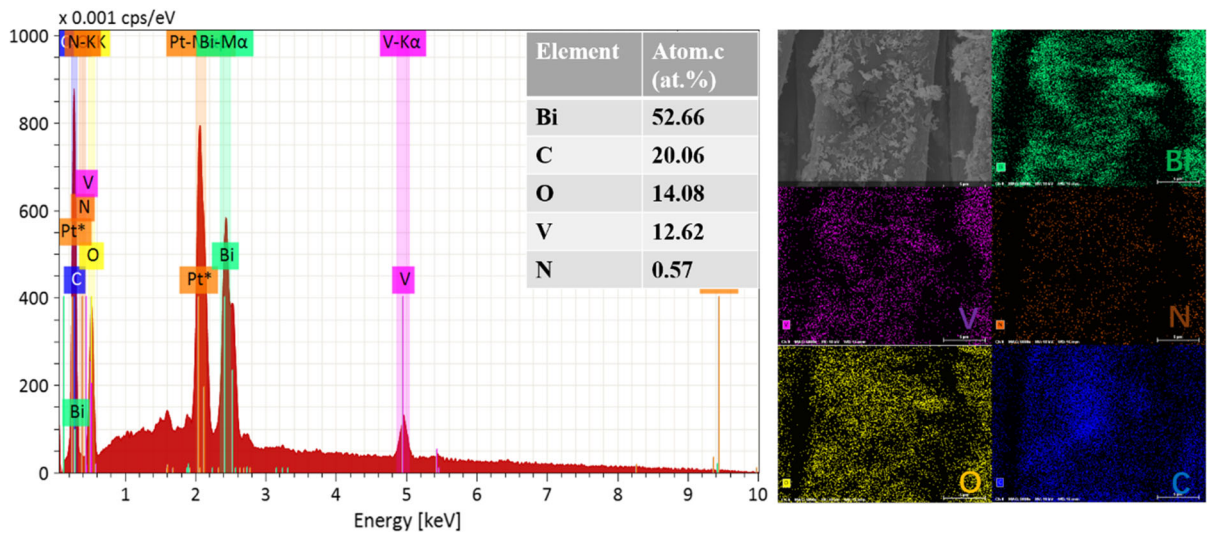 x 0.001 cps/eV
1000
800
600
400
200
0
N-KK
Bi-Mα
V-Kα
V
N
Pt*
O
C
Bi
Pt*
Bi
V
1
2
3
4
5
6
7
8
9
10
Energy [keV]
Element Atom.c (at.%)
Bi 52.66
C 20.06
O 14.08
V 12.62
N 0.57
Bi
V
N
O
C